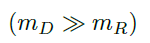 (m_D ≫ m_R)